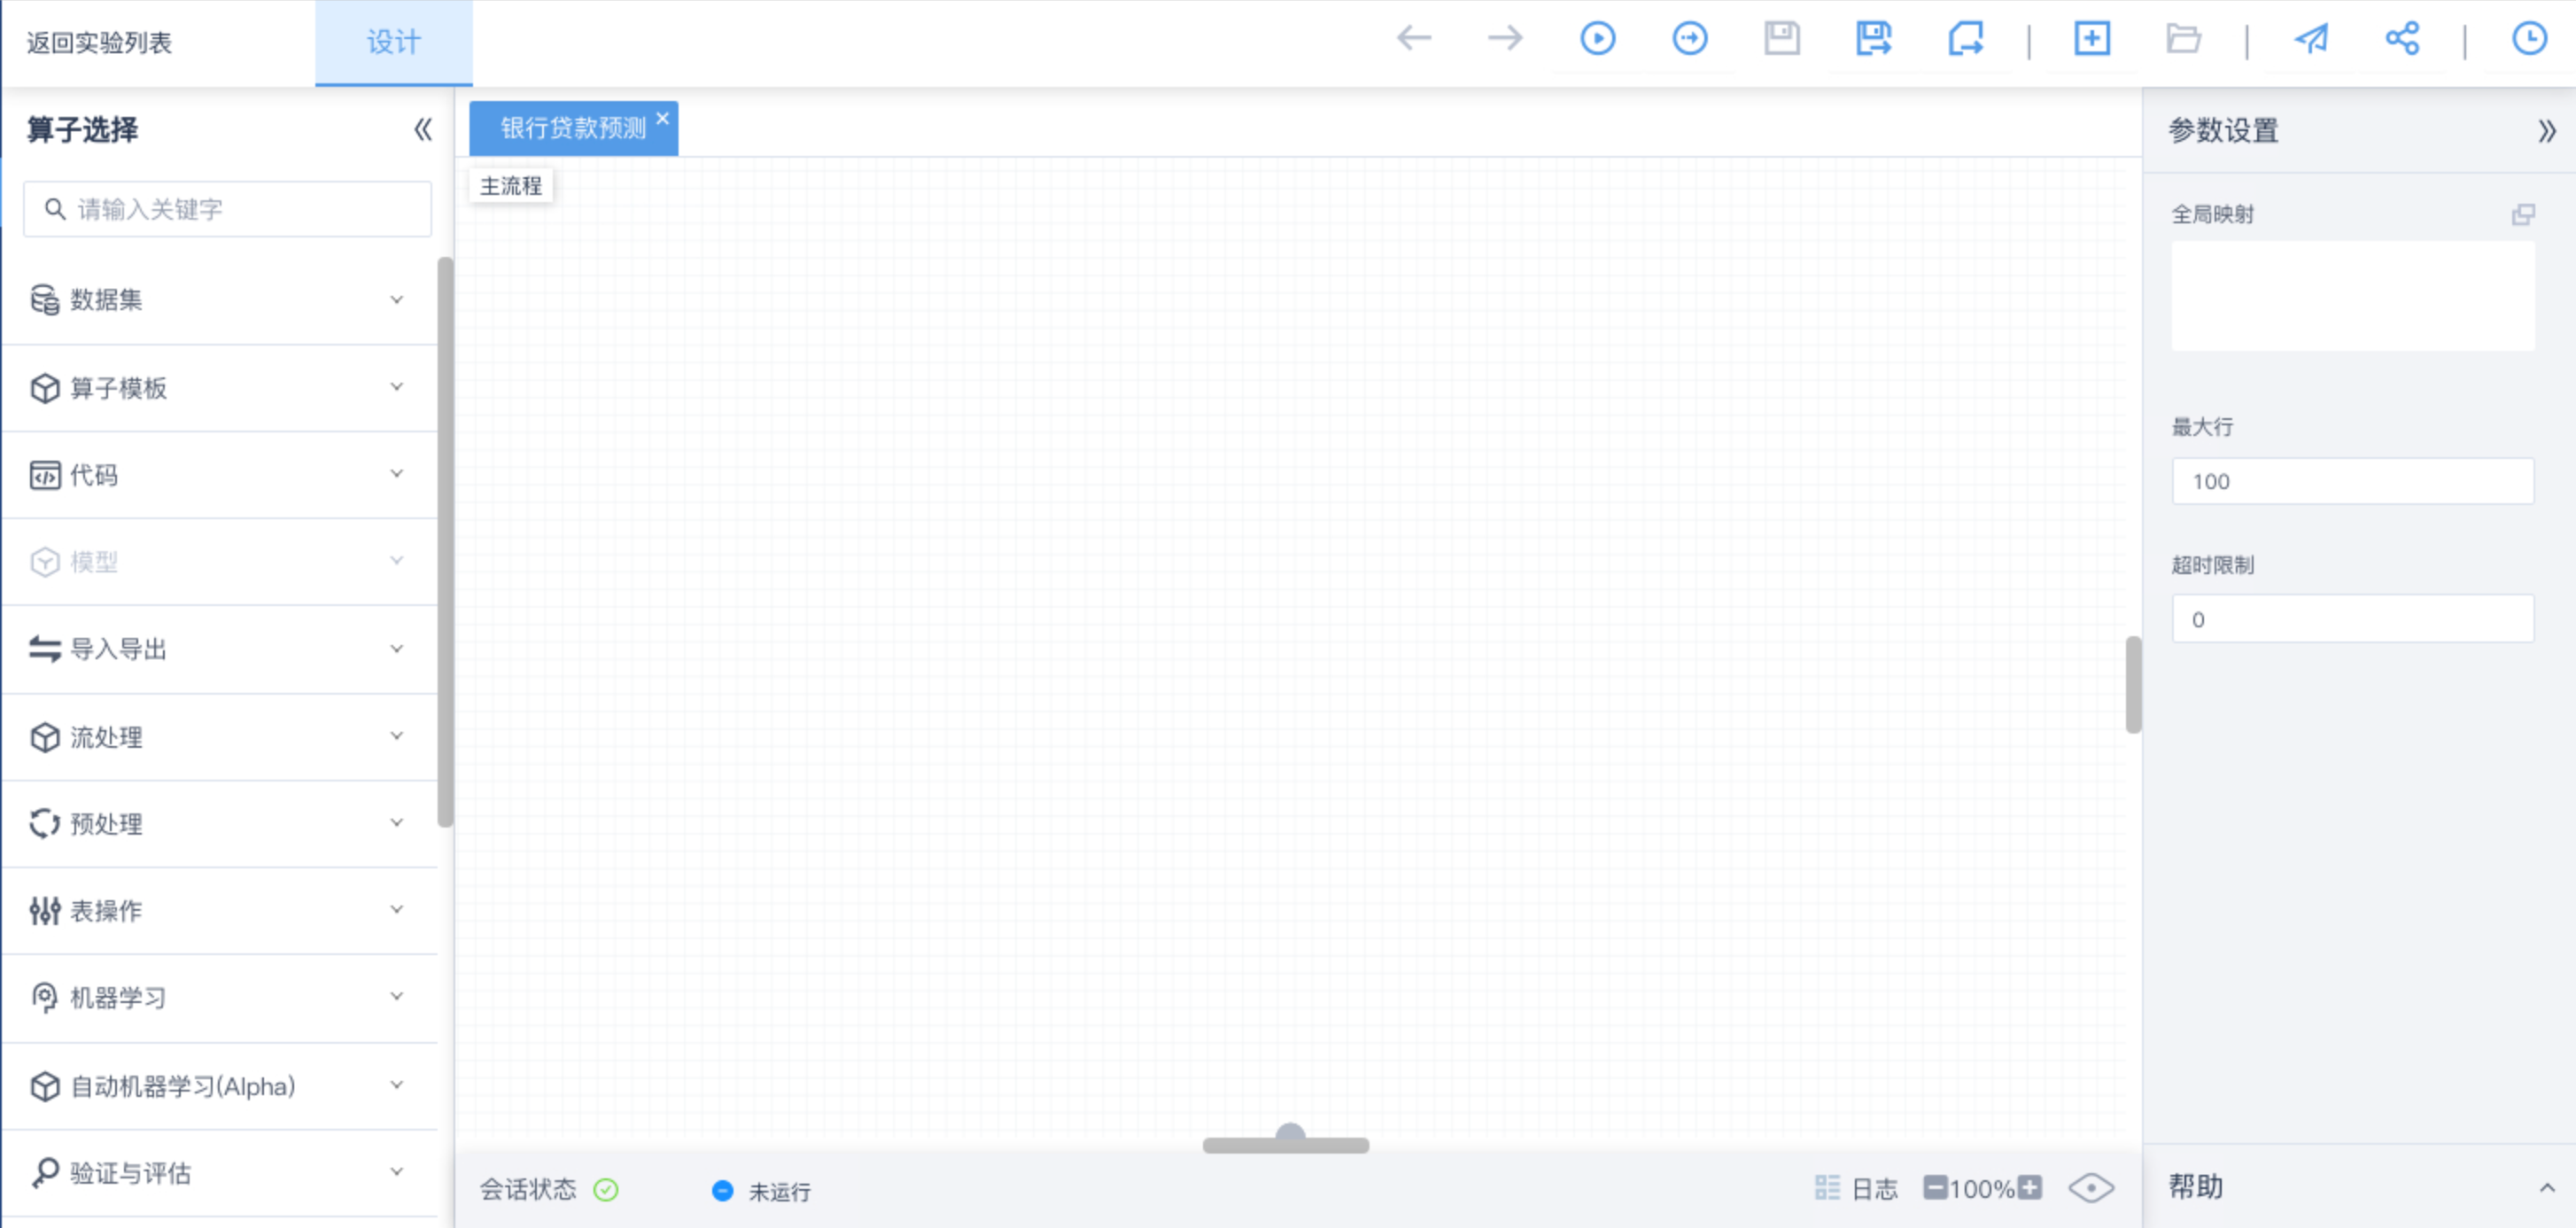 返回实验列表
设计
算子选择
请输入关键字
数据集
算子模板
代码
模型
导入导出
流处理
预处理
表操作
机器学习
自动机器学习(Alpha)
验证与评估
银行贷款预测
主流程
会话状态
未运行
日志
100%
参数设置
全局映射
最大行
100
超时限制
0
帮助